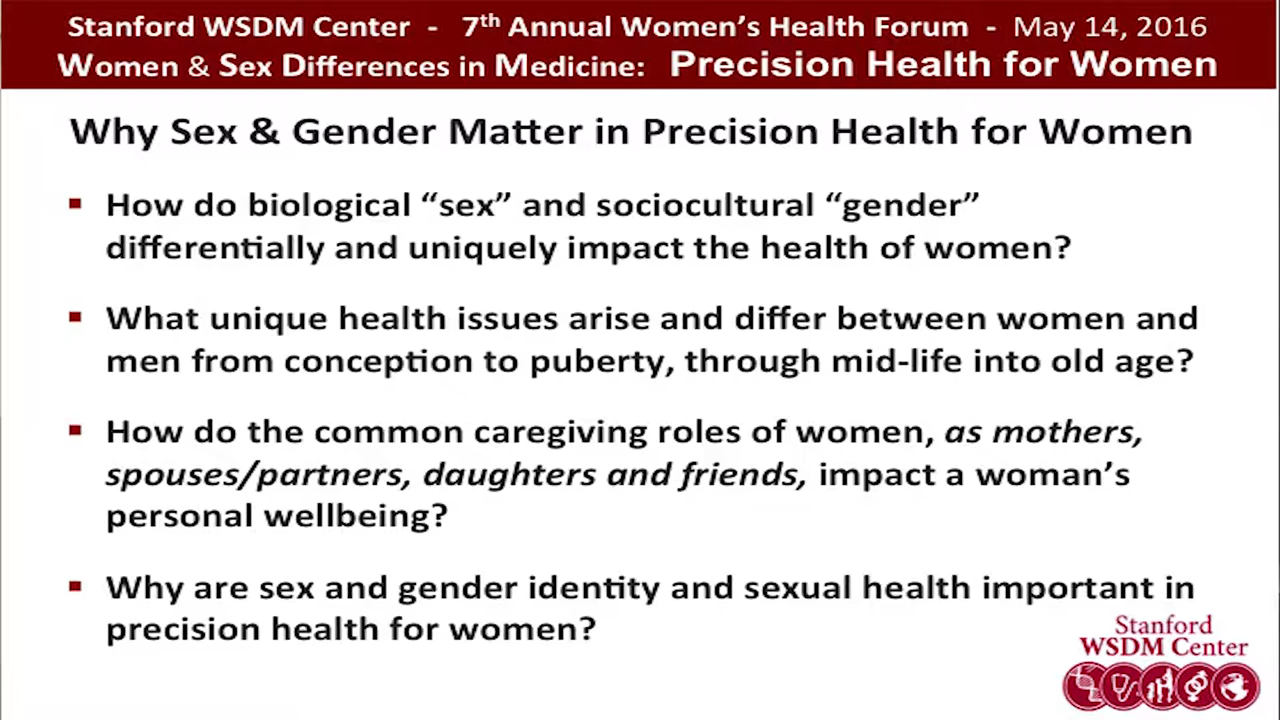 Stanford WSDM Center - 7th Annual Women's Health Forum - May 14, 2016
Women & Sex Differences in Medicine: Precision Health for Women
Why Sex & Gender Matter in Precision Health for Women
▪ How do biological “sex” and sociocultural “gender”
differentially and uniquely impact the health of women?
▪ What unique health issues arise and differ between women and
men from conception to puberty, through mid-life into old age?
▪ How do the common caregiving roles of women, as mothers,
spouses/partners, daughters and friends, impact a woman’s
personal wellbeing?
▪ Why are sex and gender identity and sexual health important in
precision health for women?
Stanford
WSDM Center